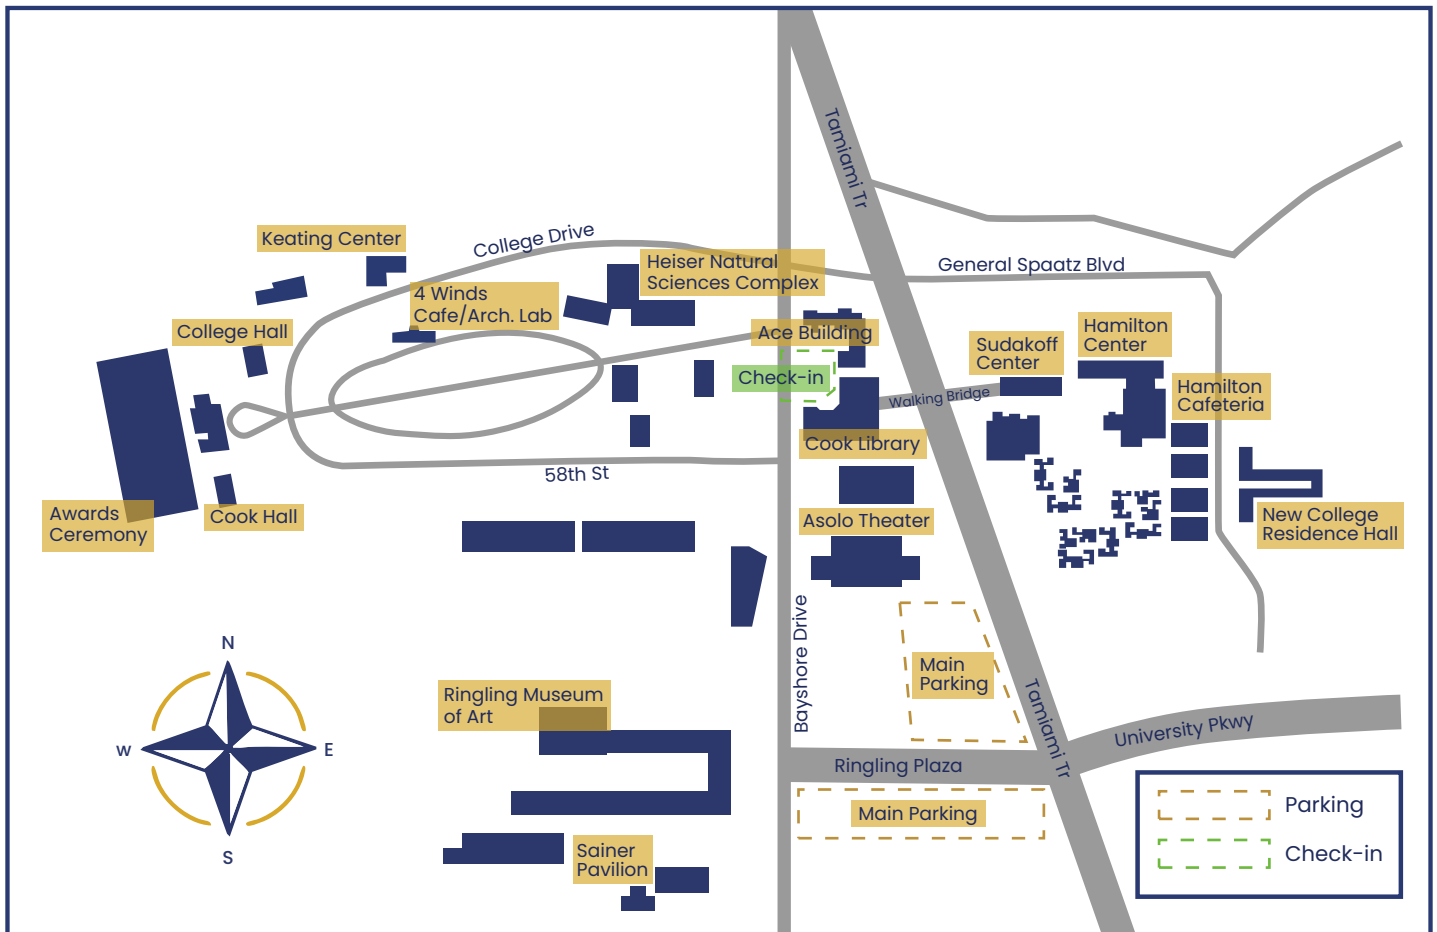 Tamiami Tr
College Drive
Keating Center
Heiser Natural
Sciences Complex
General Spaatz Blvd
4 Winds
Cafe/Arch. Lab
College Hall
Ace Building
Hamilton
Center
Sudakoff
Center
Check-in
Walking Bridge
Hamilton
Cafeteria
Cook Library
58th St
Awards
Ceremony
Cook Hall
Asolo Theater
New College
Residence Hall
Bayshore Drive
N
W
E
S
Main
Parking
Ringling Museum
of Art
Tamiami Tr
University Pkwy
Ringling Plaza
Main Parking
Sainer
Pavilion
Parking
Check-in